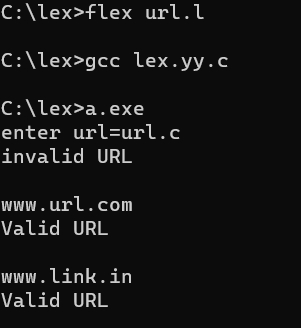 C:\lex>flex url.l
C:\lex>gcc lex.yy.c
C:\lex>a.exe
enter url=url.c
invalid URL
www.url.com
Valid URL
www.link.in
Valid URL